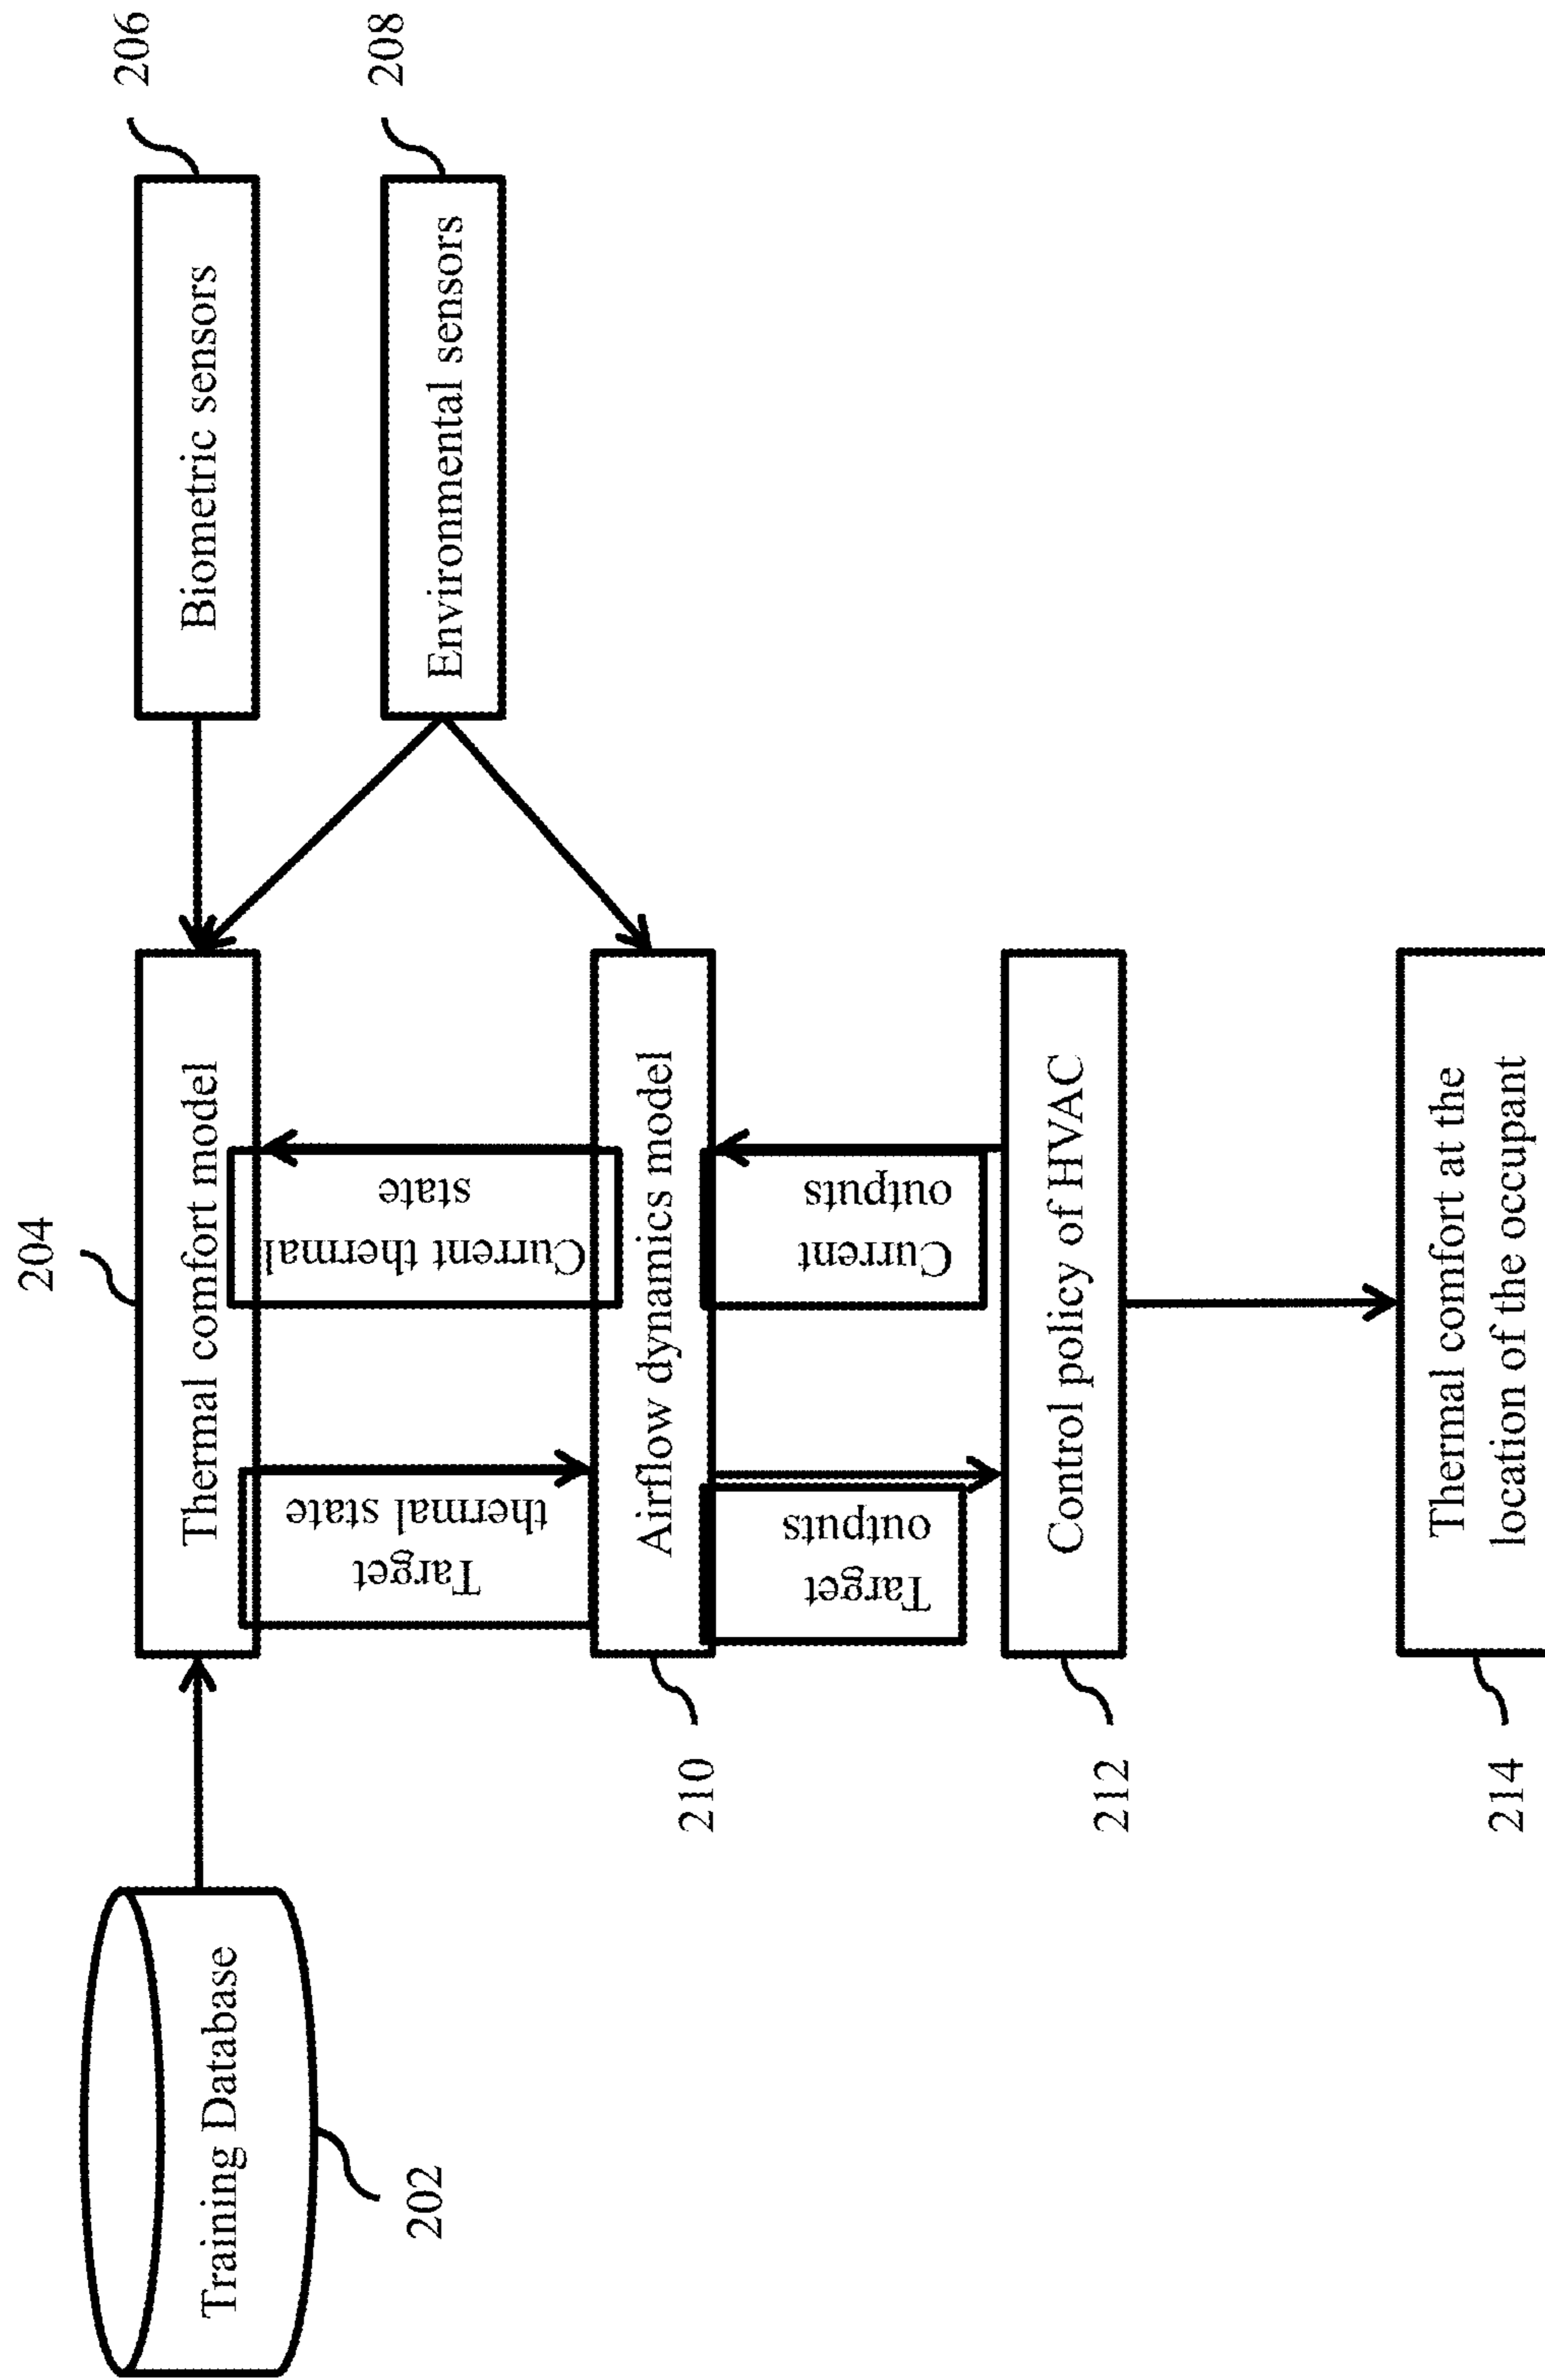 204
206
208
Training Database
202
Thermal comfort model
Biometric sensors
Environmental sensors
Target
thermal state
Current thermal
state
Airflow dynamics model
210
Target
outputs
Current
outputs
Control policy of HVAC
212
Thermal comfort at the
location of the occupant
214